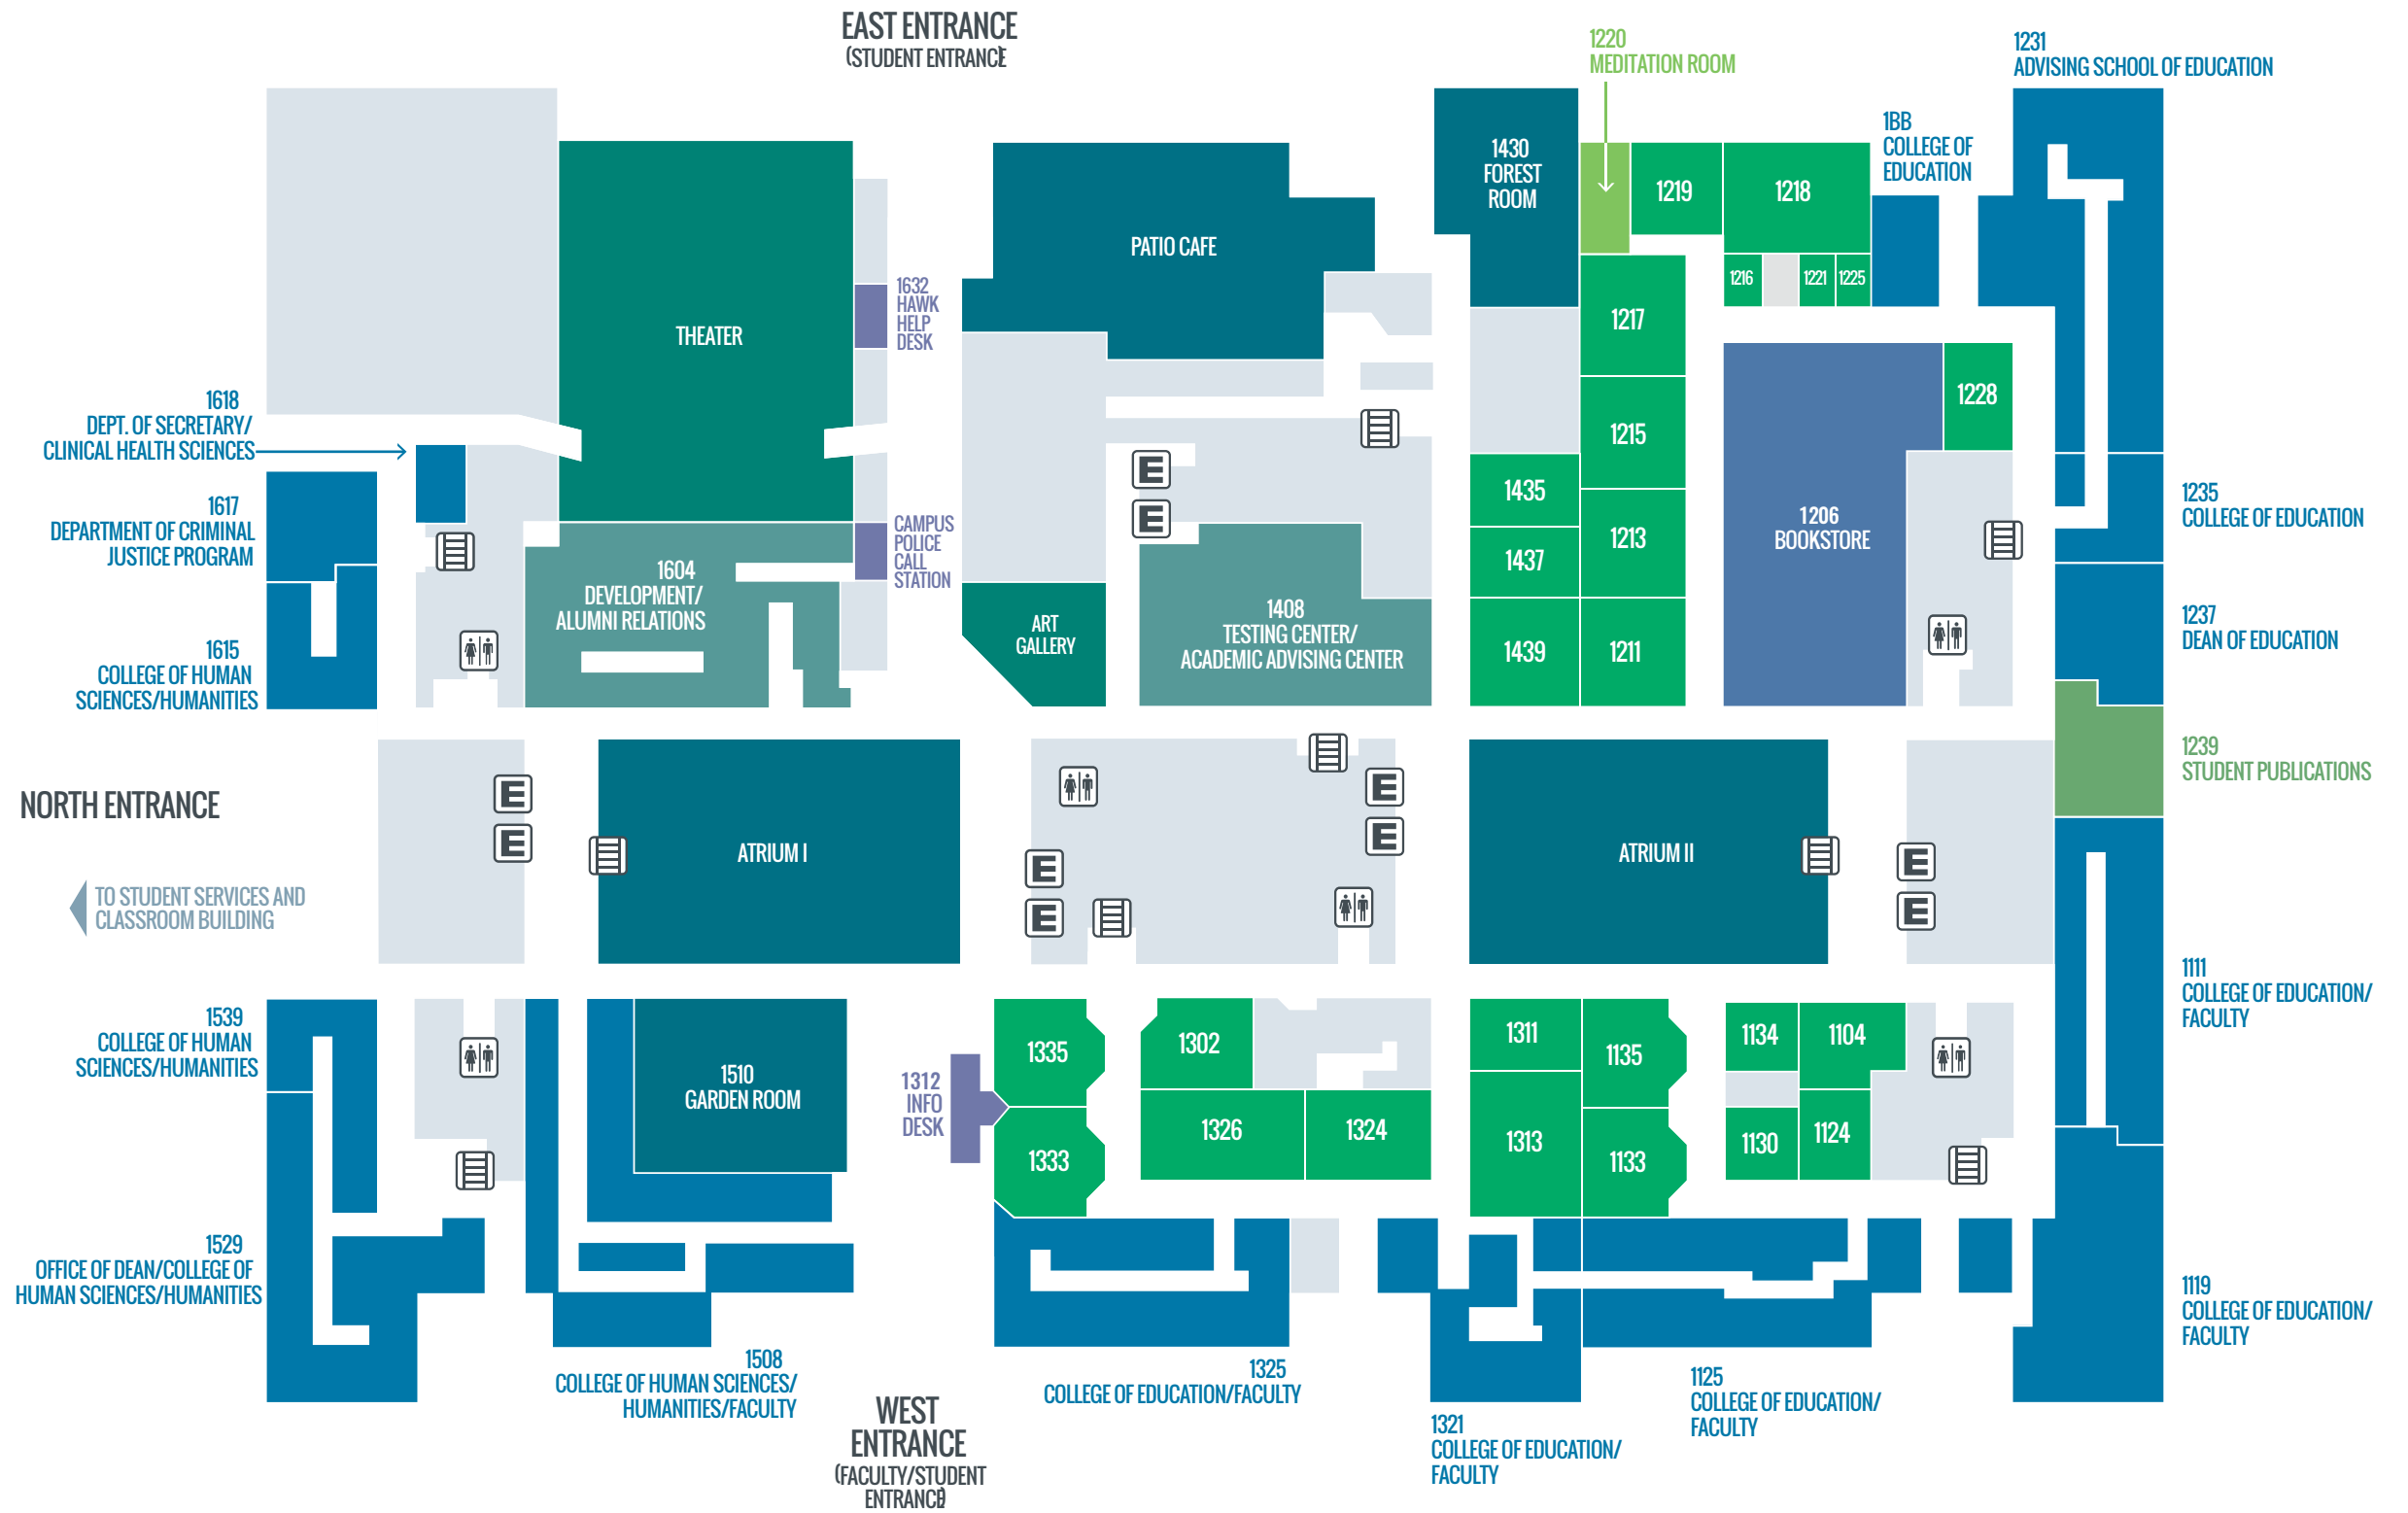 EAST ENTRANCE
(STUDENT ENTRANCE)
1220
MEDITATION ROOM
1231
ADVISING SCHOOL OF EDUCATION
1BB
COLLEGE OF
EDUCATION
1430
FOREST
ROOM
1219
1218
PATIO CAFE
1216
1221
1225
1632
HAWK
HELP
DESK
THEATER
1217
1228
1618
DEPT. OF SECRETARY/
CLINICAL HEALTH SCIENCES
1215
1435
1235
COLLEGE OF EDUCATION
1617
DEPARTMENT OF CRIMINAL
JUSTICE PROGRAM
E
E
CAMPUS
POLICE
CALL
STATION
1206
BOOKSTORE
1213
1437
1604
DEVELOPMENT/
ALUMNI RELATIONS
ART
GALLERY
1408
TESTING CENTER/
ACADEMIC ADVISING CENTER
1439
1211
1237
DEAN OF EDUCATION
1615
COLLEGE OF HUMAN
SCIENCES/HUMANITIES
1239
STUDENT PUBLICATIONS
NORTH ENTRANCE
E
E
ATRIUM I
E
E
E
E
ATRIUM II
E
E
TO STUDENT SERVICES AND
CLASSROOM BUILDING
1111
COLLEGE OF EDUCATION/
FACULTY
1539
COLLEGE OF HUMAN
SCIENCES/HUMANITIES
1510
GARDEN ROOM
1312
INFO
DESK
1335
1302
1311
1135
1134
1104
1333
1326
1324
1313
1133
1130
1124
1529
OFFICE OF DEAN/COLLEGE OF
HUMAN SCIENCES/HUMANITIES
1119
COLLEGE OF EDUCATION/
FACULTY
1508
COLLEGE OF HUMAN SCIENCES/
HUMANITIES/FACULTY
WEST
ENTRANCE
(FACULTY/STUDENT
ENTRANCE)
1325
COLLEGE OF EDUCATION/FACULTY
1321
COLLEGE OF EDUCATION/
FACULTY
1125
COLLEGE OF EDUCATION/
FACULTY